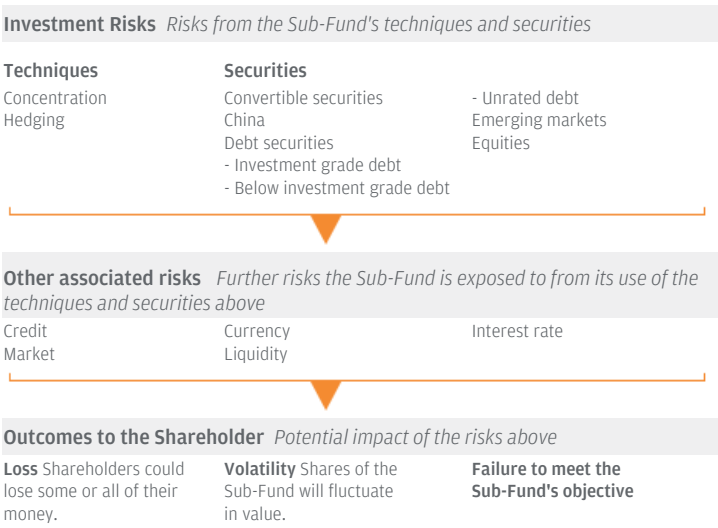 Investment Risks Risks from the Sub-Fund's techniques and securities
Techniques
Concentration
Hedging
Securities
Convertible securities
China
Debt securities
- Investment grade debt
- Below investment grade debt
- Unrated debt
Emerging markets
Equities
Other associated risks Further risks the Sub-Fund is exposed to from its use of the
techniques and securities above
Credit
Market
Currency
Liquidity
Interest rate
Outcomes to the Shareholder Potential impact of the risks above
Loss Shareholders could
lose some or all of their
money.
Volatility Shares of the
Sub-Fund will fluctuate
in value.
Failure to meet the
Sub-Fund's objective